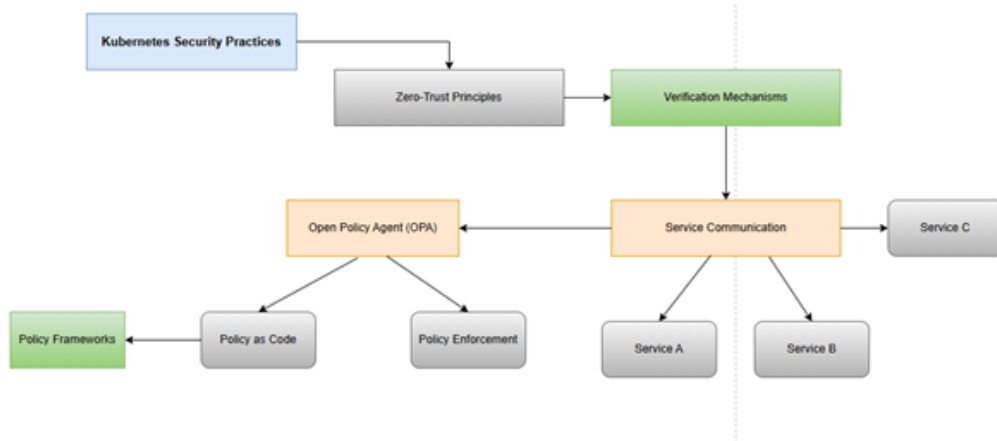 Kubernetes Security Practices
Zero-Trust Principles
Verification Mechanisms
Open Policy Agent (OPA)
Service Communication
Service C
Policy Frameworks
Policy as Code
Policy Enforcement
Service A
Service B